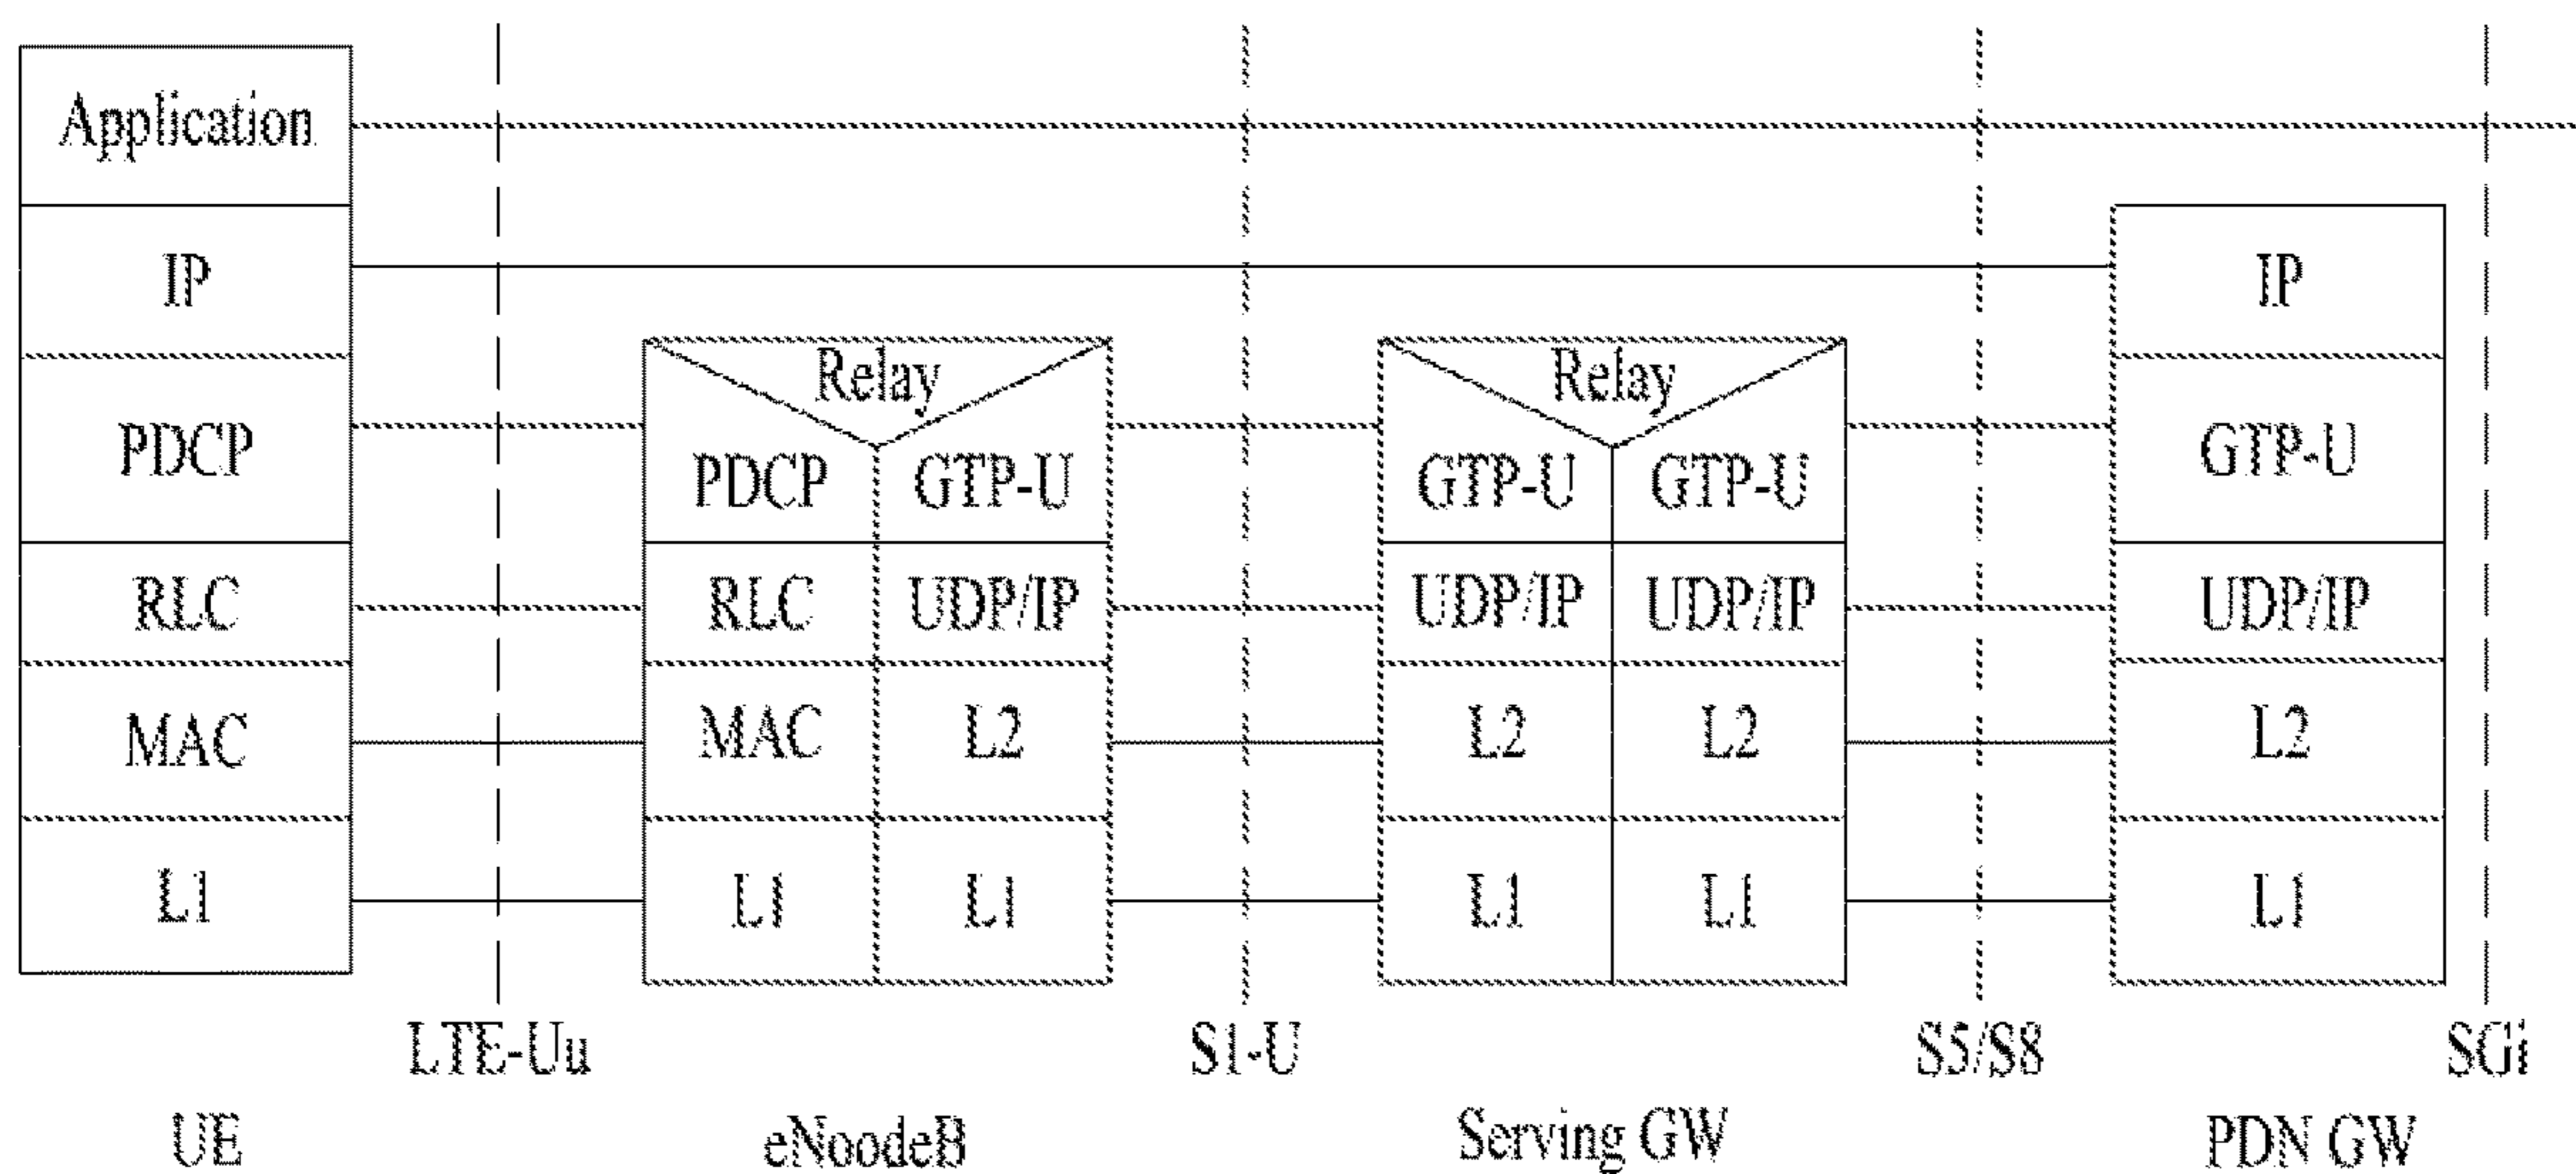 Application
IP
IP
Relay
Relay
PDCP
PDCP
GTP-U
GTP-U
GTP-U
GTP-U
RLC
RLC
UDP/IP
UDP/IP
UDP/IP
UDP/IP
MAC
MAC
L2
L2
L2
L2
L1
L1
L1
L1
L1
L1
LTE-Uu
S1-U
S5/S8
SGi
UE
eNoodeB
Serving GW
PDN GW